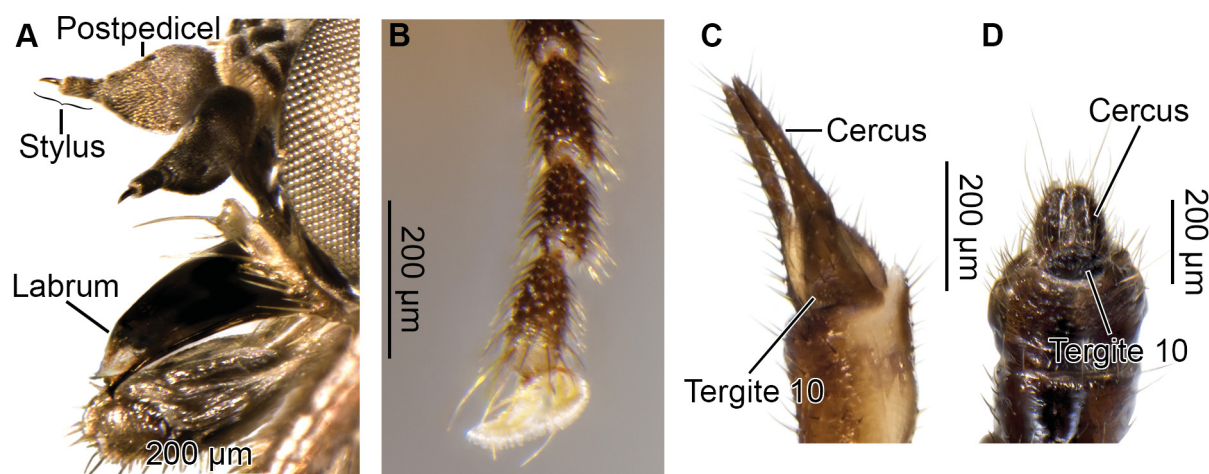 A
Postpedicel
Stylus
Labrum
200 µm
B
200 µm
C
Cercus
Tergite 10
200 µm
D
Cercus
Tergite 10
200 µm